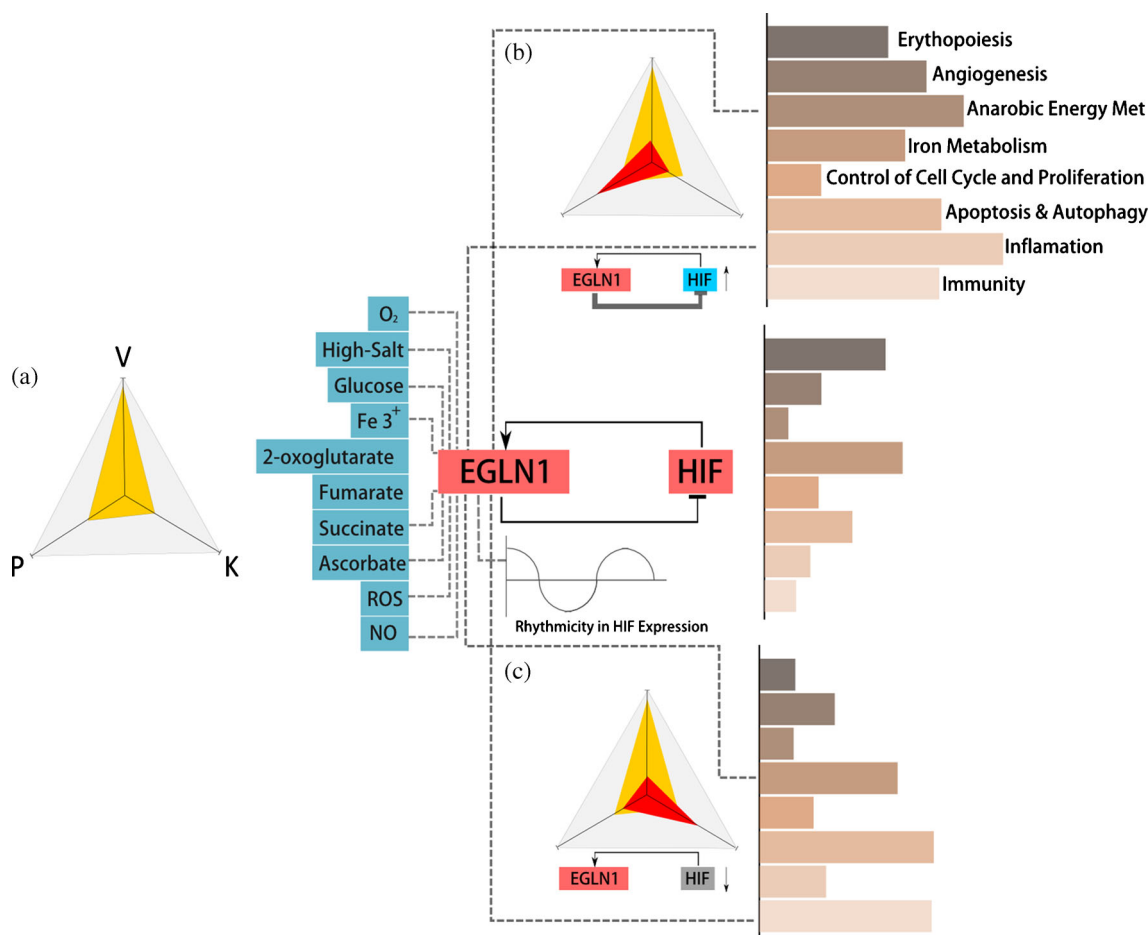 (a)
V
P
K
O₂
High-Salt
Glucose
Fe 3⁺
2-oxoglutarate
Fumarate
Succinate
Ascorbate
ROS
NO
EGLN1
HIF
Rhythmicity in HIF Expression
(b)
EGLN1
HIF
Erythopoiesis
Angiogenesis
Anarobic Energy Met
Iron Metabolism
Control of Cell Cycle and Proliferation
Apoptosis & Autophagy
Inflamation
Immunity
(c)
EGLN1
HIF